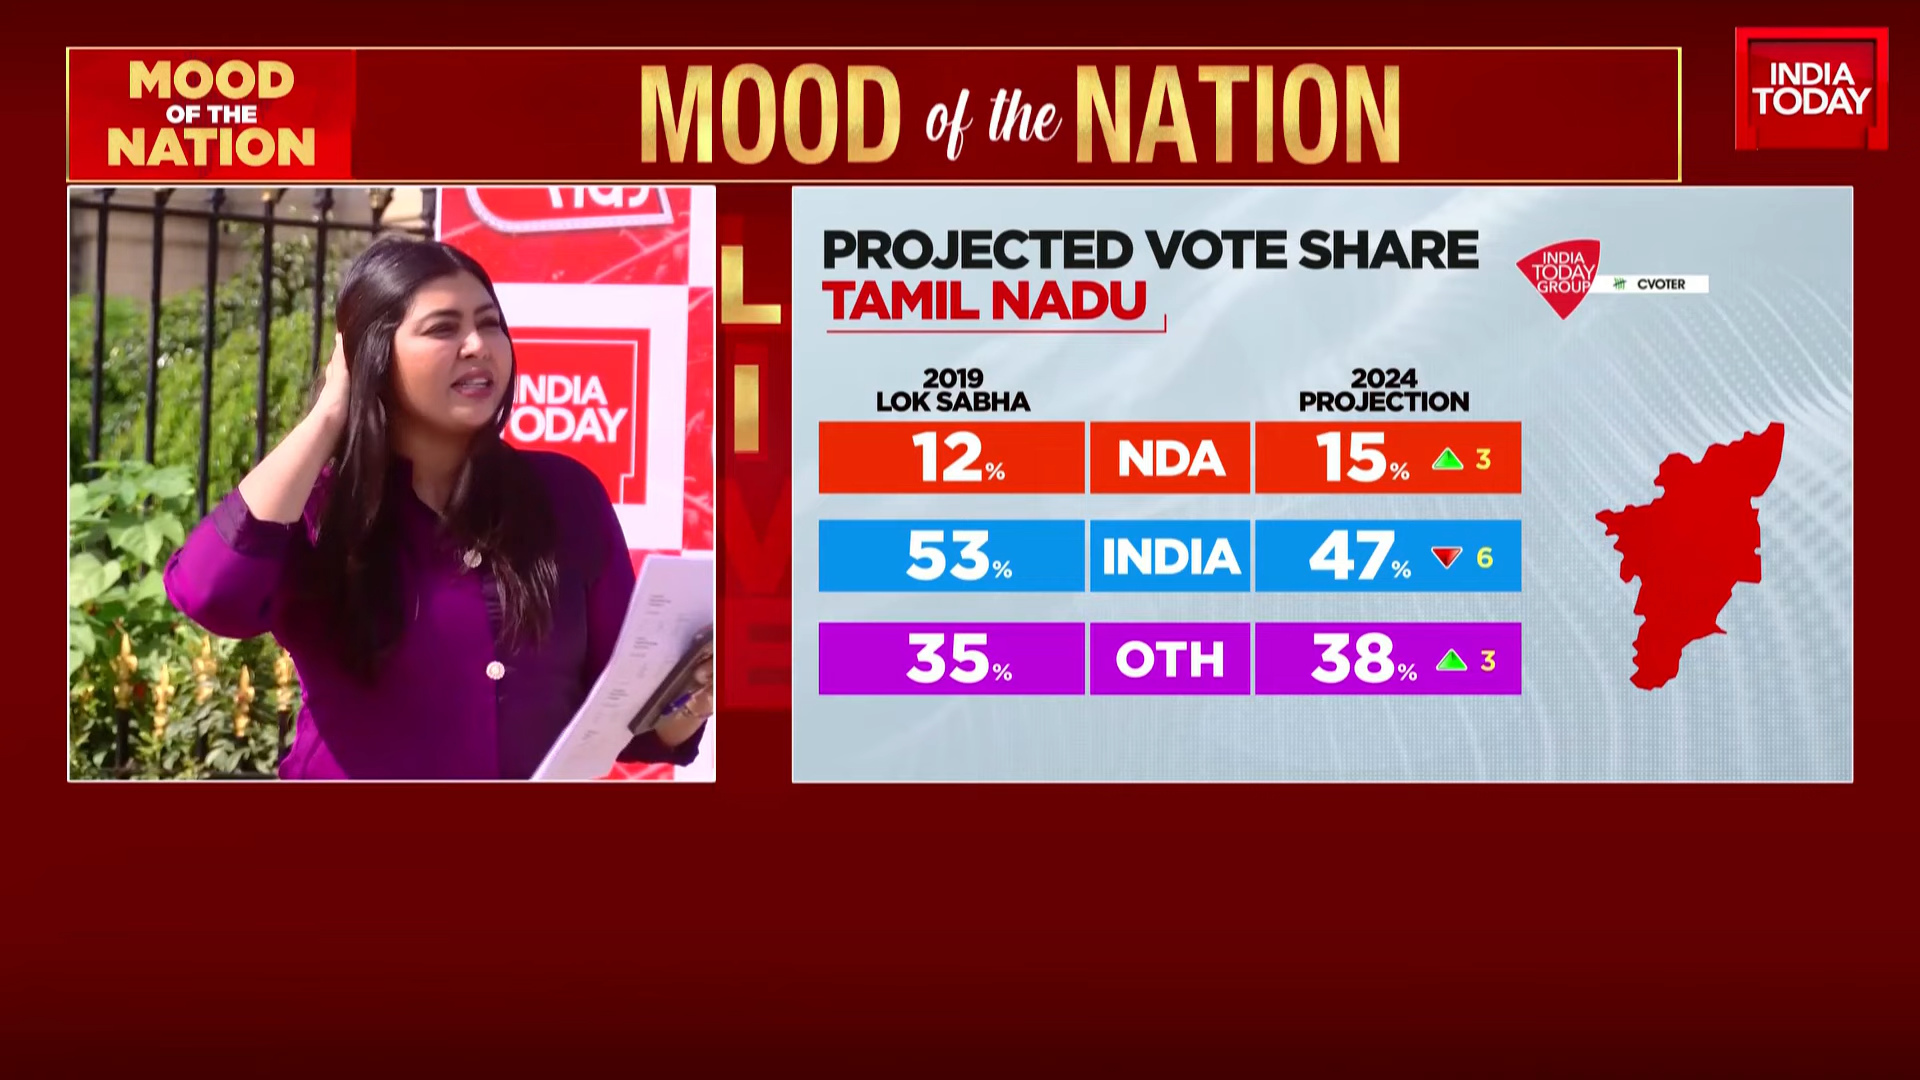 MOOD
OF THE
NATION
MOOD of the NATION
INDIA
TODAY
INDIA
TODAY
PROJECTED VOTE SHARE
TAMIL NADU
INDIA
TODAY
GROUP
CVOTER
2019
LOK SABHA
2024
PROJECTION
12% NDA 15% 3
53% INDIA 47% 6
35% OTH 38% 3